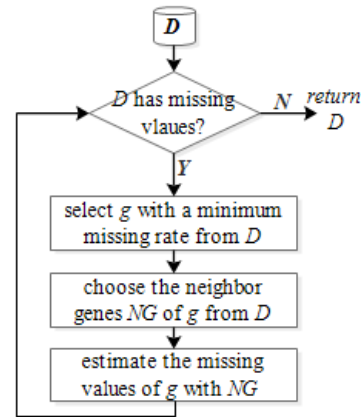 D
D has missing
vlaues?
N
return
D
Y
select g with a minimum
missing rate from D
choose the neighbor
genes NG of g from D
estimate the missing
values of g with NG